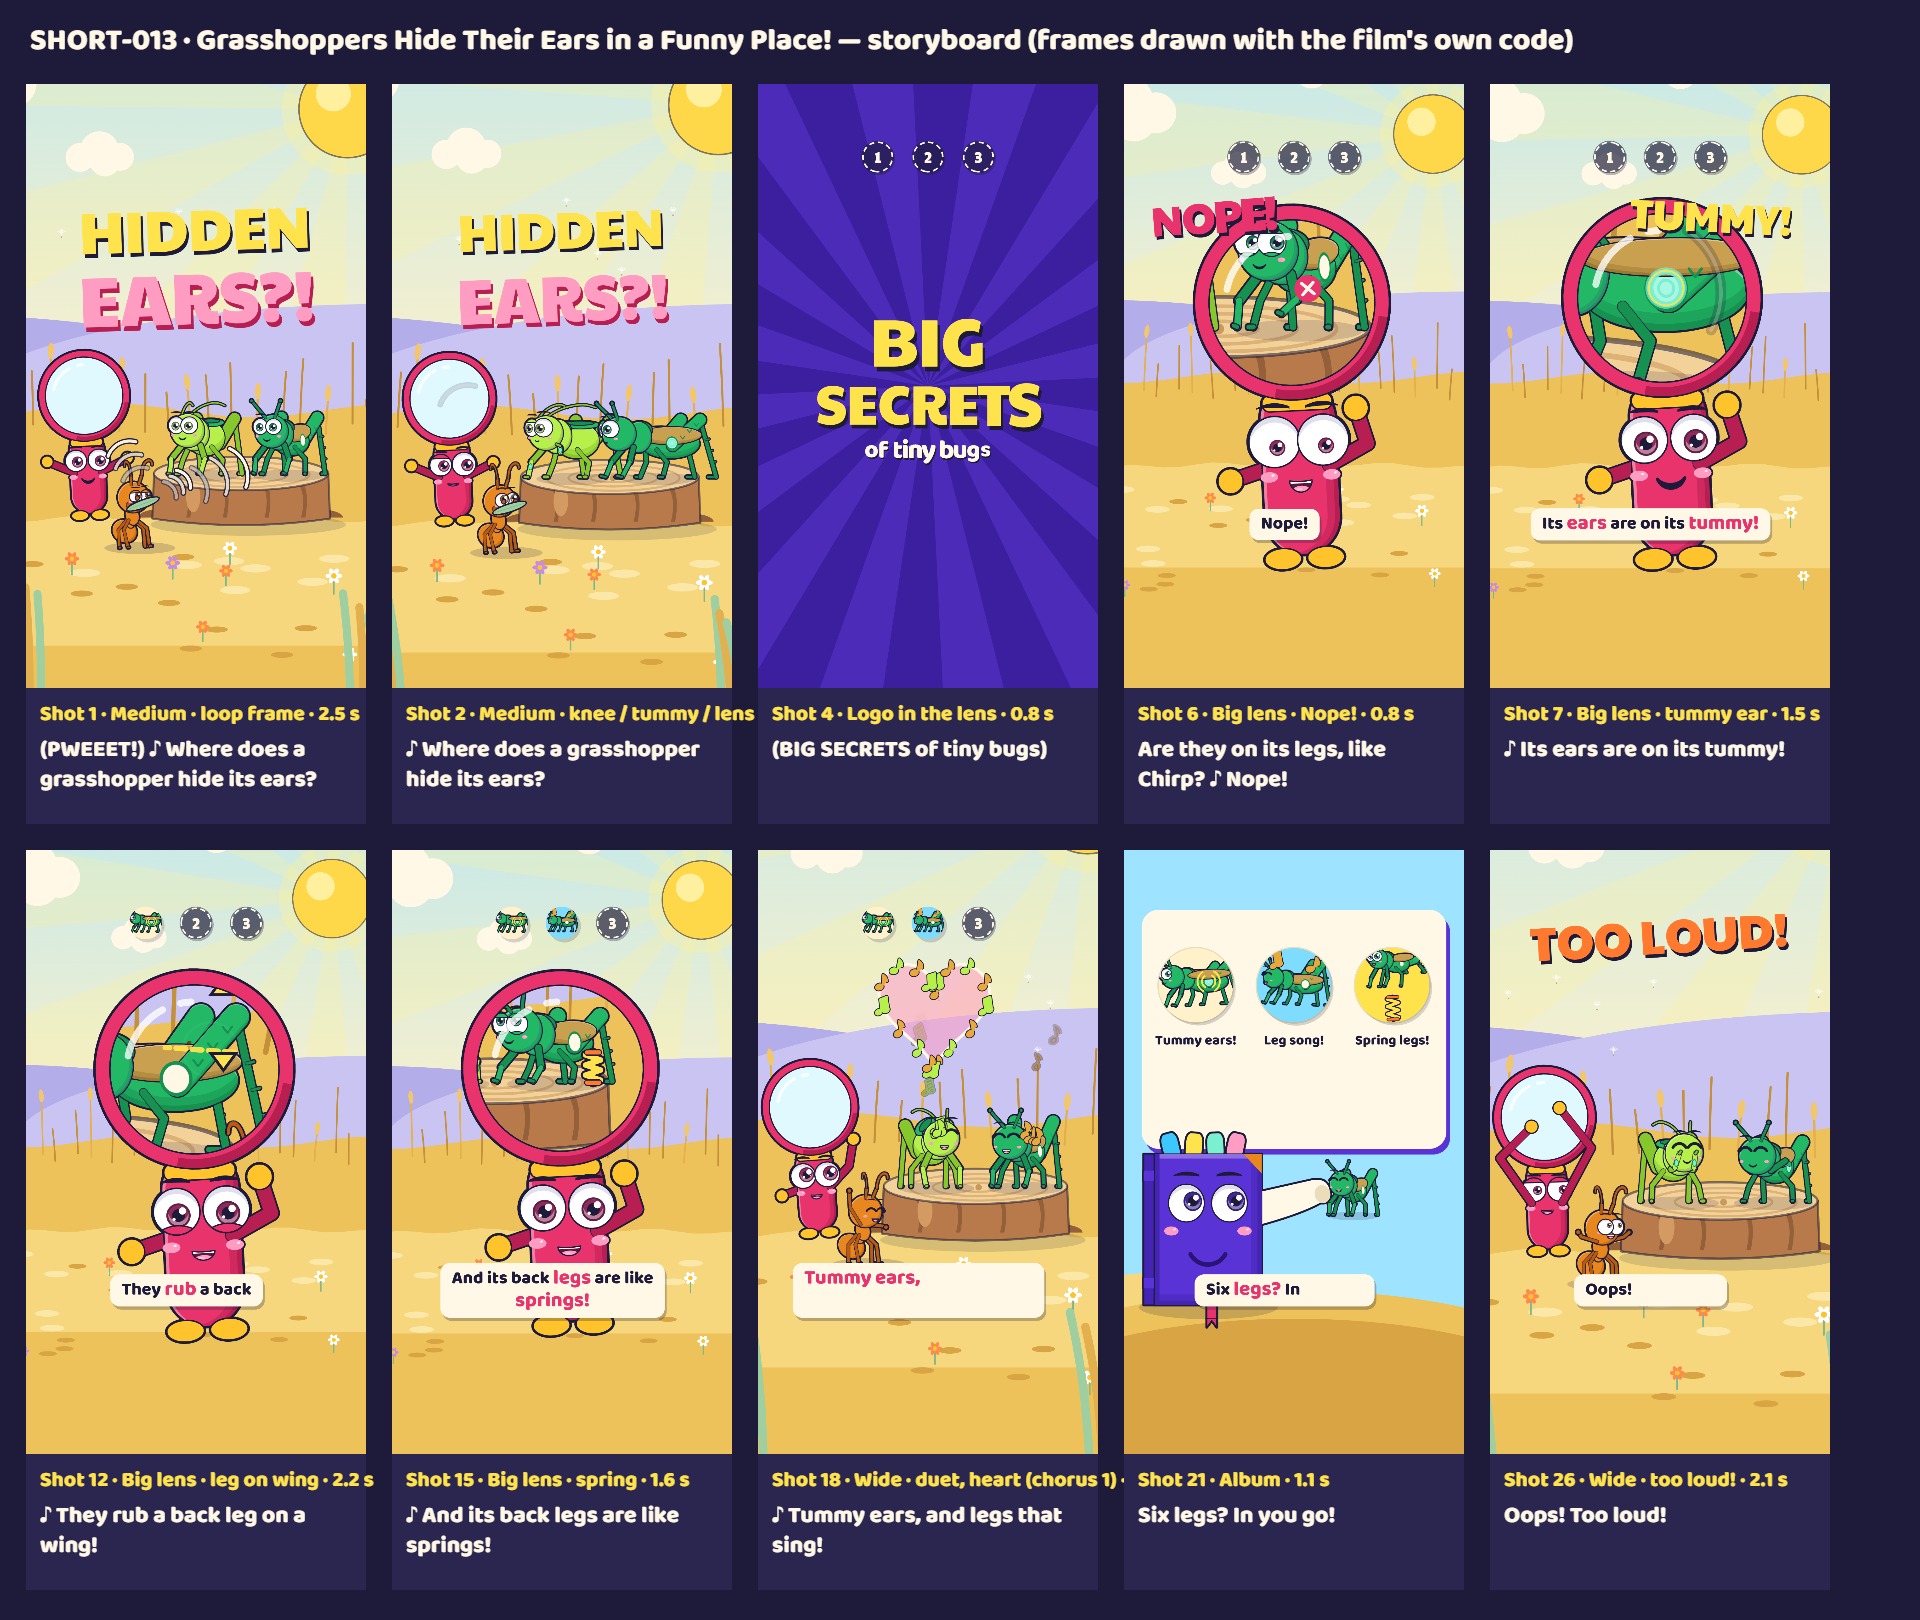 SHORT-013 · Grasshoppers Hide Their Ears in a Funny Place! — storyboard (frames drawn with the film's own code)
HIDDEN
EARS?!
Shot 1 · Medium · loop frame · 2.5 s
(PWEEET!) ♪ Where does a
grasshopper hide its ears?
HIDDEN
EARS?!
Shot 2 · Medium · knee / tummy / lens
♪ Where does a grasshopper
hide its ears?
1 2 3
BIG
SECRETS
of tiny bugs
Shot 4 · Logo in the lens · 0.8 s
(BIG SECRETS of tiny bugs)
1 2 3
NOPE!
Nope!
Shot 6 · Big lens · Nope! · 0.8 s
Are they on its legs, like
Chirp? ♪ Nope!
1 2 3
TUMMY!
Its ears are on its tummy!
Shot 7 · Big lens · tummy ear · 1.5 s
♪ Its ears are on its tummy!
2 3
They rub a back
Shot 12 · Big lens · leg on wing · 2.2 s
♪ They rub a back leg on a
wing!
3
And its back legs are like
springs!
Shot 15 · Big lens · spring · 1.6 s
♪ And its back legs are like
springs!
3
Tummy ears,
Shot 18 · Wide · duet, heart (chorus 1) ·
♪ Tummy ears, and legs that
sing!
Tummy ears! Leg song! Spring legs!
Six legs? In
Shot 21 · Album · 1.1 s
Six legs? In you go!
TOO LOUD!
Oops!
Shot 26 · Wide · too loud! · 2.1 s
Oops! Too loud!